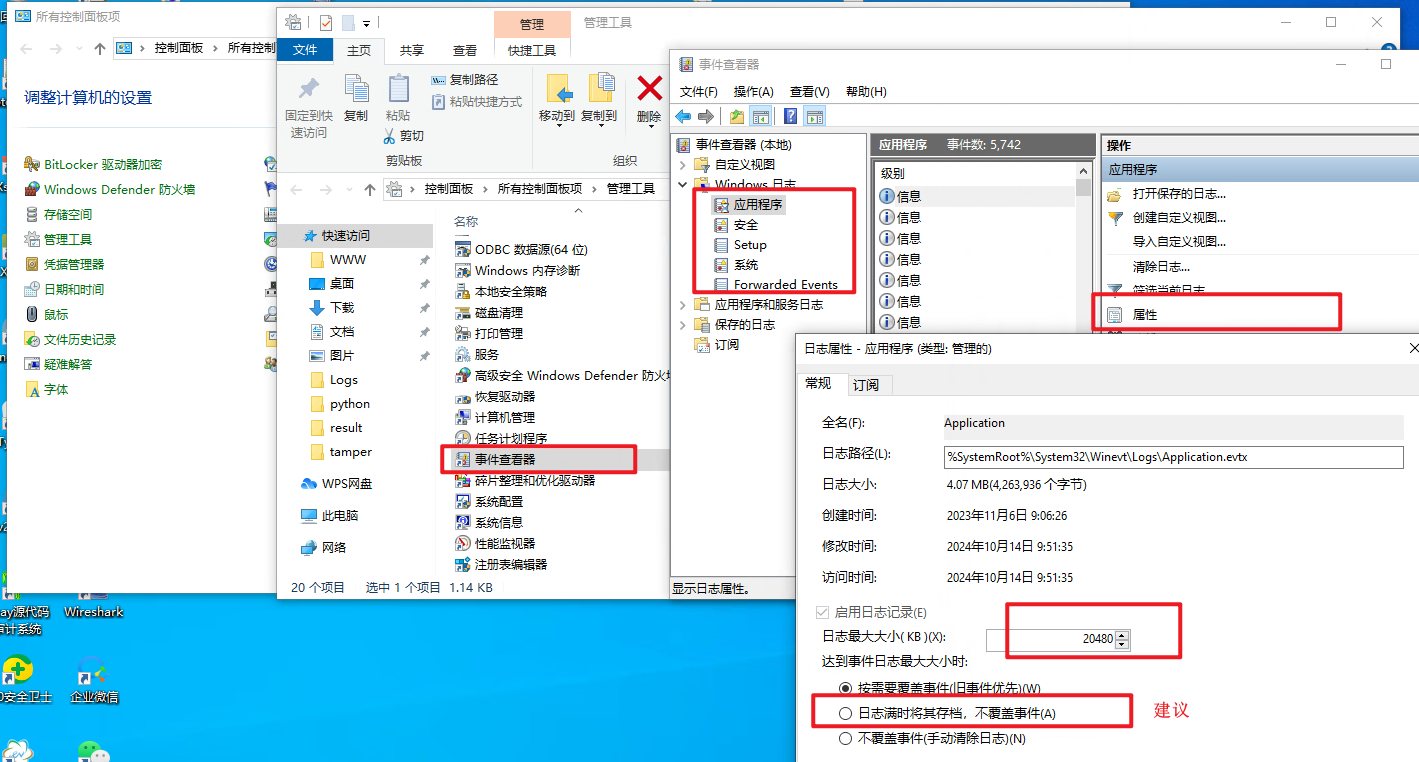 所有控制面板项
控制面板 › 所有控制
调整计算机的设置
BitLocker 驱动器加密
Windows Defender 防火墙
存储空间
管理工具
凭据管理器
日期和时间
鼠标
文件历史记录
疑难解答
字体
管理
管理工具
文件
主页
共享
查看
快捷工具
固定到快速访问
复制
粘贴
复制路径
粘贴快捷方式
剪切
剪贴板
移动到
复制到
删除
组织
控制面板 › 所有控制面板项 › 管理工具
快速访问
WWW
桌面
下载
文档
图片
Logs
python
result
tamper
WPS网盘
此电脑
网络
名称
ODBC 数据源(64 位)
Windows 内存诊断
本地安全策略
磁盘清理
打印管理
服务
高级安全 Windows Defender 防火
恢复驱动器
计算机管理
任务计划程序
事件查看器
碎片整理和优化驱动器
系统配置
系统信息
性能监视器
注册表编辑器
20 个项目 选中 1 个项目 1.14 KB
事件查看器
文件(F) 操作(A) 查看(V) 帮助(H)
事件查看器 (本地)
自定义视图
Windows 日志
应用程序
安全
Setup
系统
Forwarded Events
应用程序和服务日志
保存的日志
订阅
显示日志属性。
应用程序 事件数: 5,742
级别
信息
信息
信息
信息
信息
信息
信息
操作
应用程序
打开保存的日志...
创建自定义视图...
导入自定义视图...
清除日志...
筛选当前日志
属性
日志属性 - 应用程序 (类型: 管理的)
常规 订阅
全名(F): Application
日志路径(L): %SystemRoot%\System32\Winevt\Logs\Application.evtx
日志大小: 4.07 MB(4,263,936 个字节)
创建时间: 2023年11月6日 9:06:26
修改时间: 2024年10月14日 9:51:35
访问时间: 2024年10月14日 9:51:35
启用日志记录(E)
日志最大大小( KB )(X): 20480
达到事件日志最大大小时:
按需要覆盖事件(旧事件优先)(W)
日志满时将其存档，不覆盖事件(A)
建议
不覆盖事件(手动清除日志)(N)
ay源代码
审计系统
Wireshark
安全卫士
企业微信